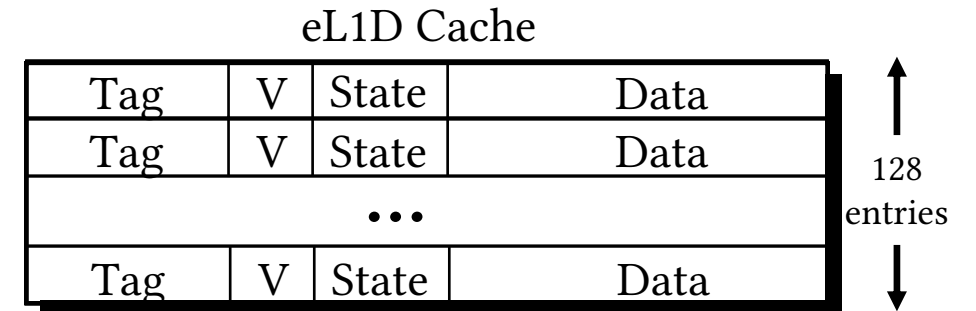 eL1D Cache
Tag V State Data
Tag V State Data
128
...
entries
Tag V State Data